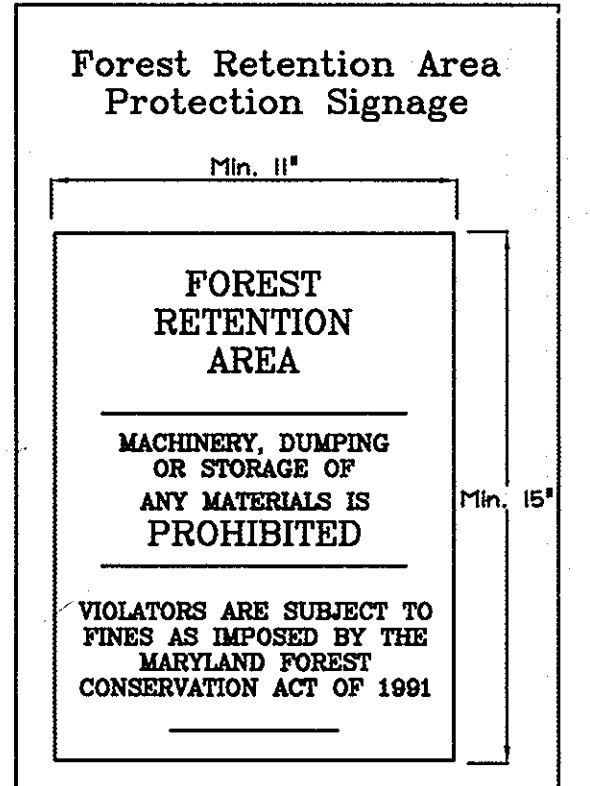 Forest Retention Area
Protection Signage
Min. 11"
FOREST
RETENTION
AREA
MACHINERY, DUMPING
OR STORAGE OF
ANY MATERIALS IS
PROHIBITED
Min. 15"
VIOLATORS ARE SUBJECT TO
FINES AS IMPOSED BY THE
MARYLAND FOREST
CONSERVATION ACT OF 1991